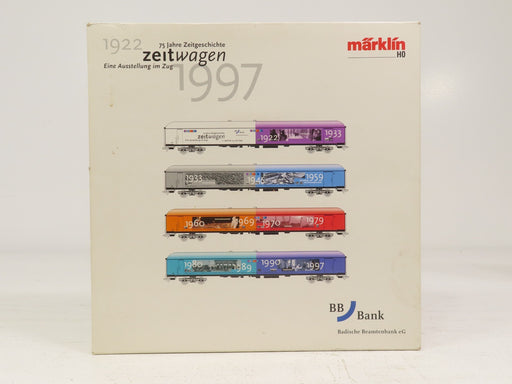 1922
75 Jahre Zeitgeschichte
zeitwagen
Eine Ausstellung im Zug
1997
märklin
HO
zeitwagen
1922
1933
1933
1946
1959
1960
1969
1970
1979
1980
1989
1990
1997
BB
Bank
Badische Beamtenbank eG